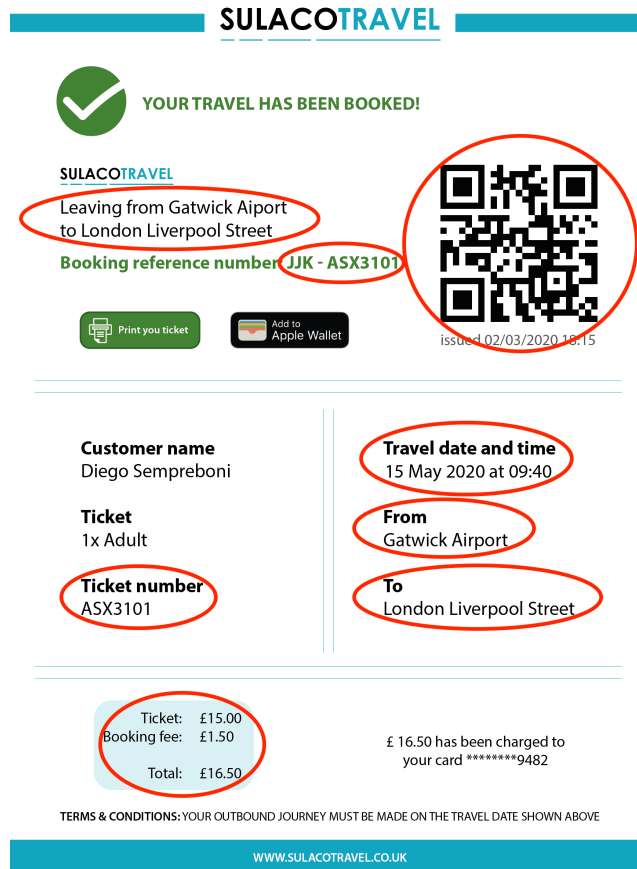 SULACOTRAVEL
YOUR TRAVEL HAS BEEN BOOKED!
SULACOTRAVEL
Leaving from Gatwick Aiport
to London Liverpool Street
Booking reference number JJK - ASX3101
Print you ticket
Add to
Apple Wallet
issued 02/03/2020 18:15
Customer name
Diego Sempreboni
Ticket
1x Adult
Ticket number
ASX3101
Travel date and time
15 May 2020 at 09:40
From
Gatwick Airport
To
London Liverpool Street
Ticket: £15.00
Booking fee: £1.50
Total: £16.50
£ 16.50 has been charged to
your card ********9482
TERMS & CONDITIONS: YOUR OUTBOUND JOURNEY MUST BE MADE ON THE TRAVEL DATE SHOWN ABOVE
WWW.SULACOTRAVEL.CO.UK